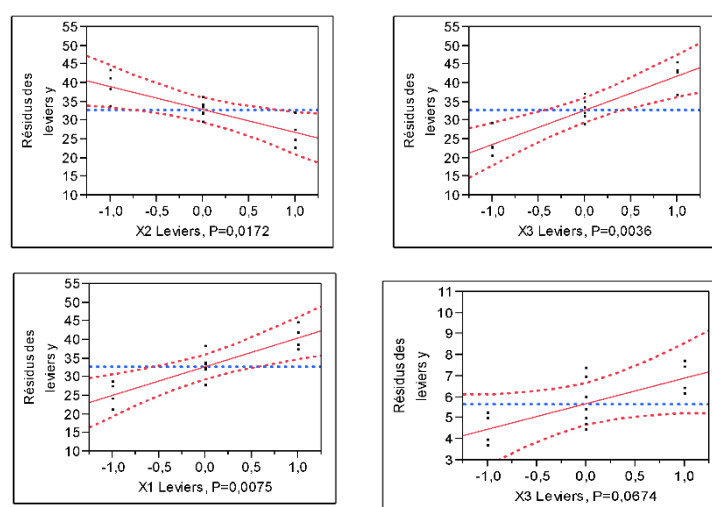 55
50
45
40
35
30
25
20
15
10
Résidus des
leviers y
-1,0 -0,5 0,0 0,5 1,0
X2 Leviers, P=0,0172
55
50
45
40
35
30
25
20
15
10
Résidus des
leviers y
-1,0 -0,5 0,0 0,5 1,0
X3 Leviers, P=0,0036
55
50
45
40
35
30
25
20
15
10
Résidus des
leviers y
-1,0 -0,5 0,0 0,5 1,0
X1 Leviers, P=0,0075
11
10
9
8
7
6
5
4
3
Résidus des
leviers y
-1,0 -0,5 0,0 0,5 1,0
X3 Leviers, P=0,0674